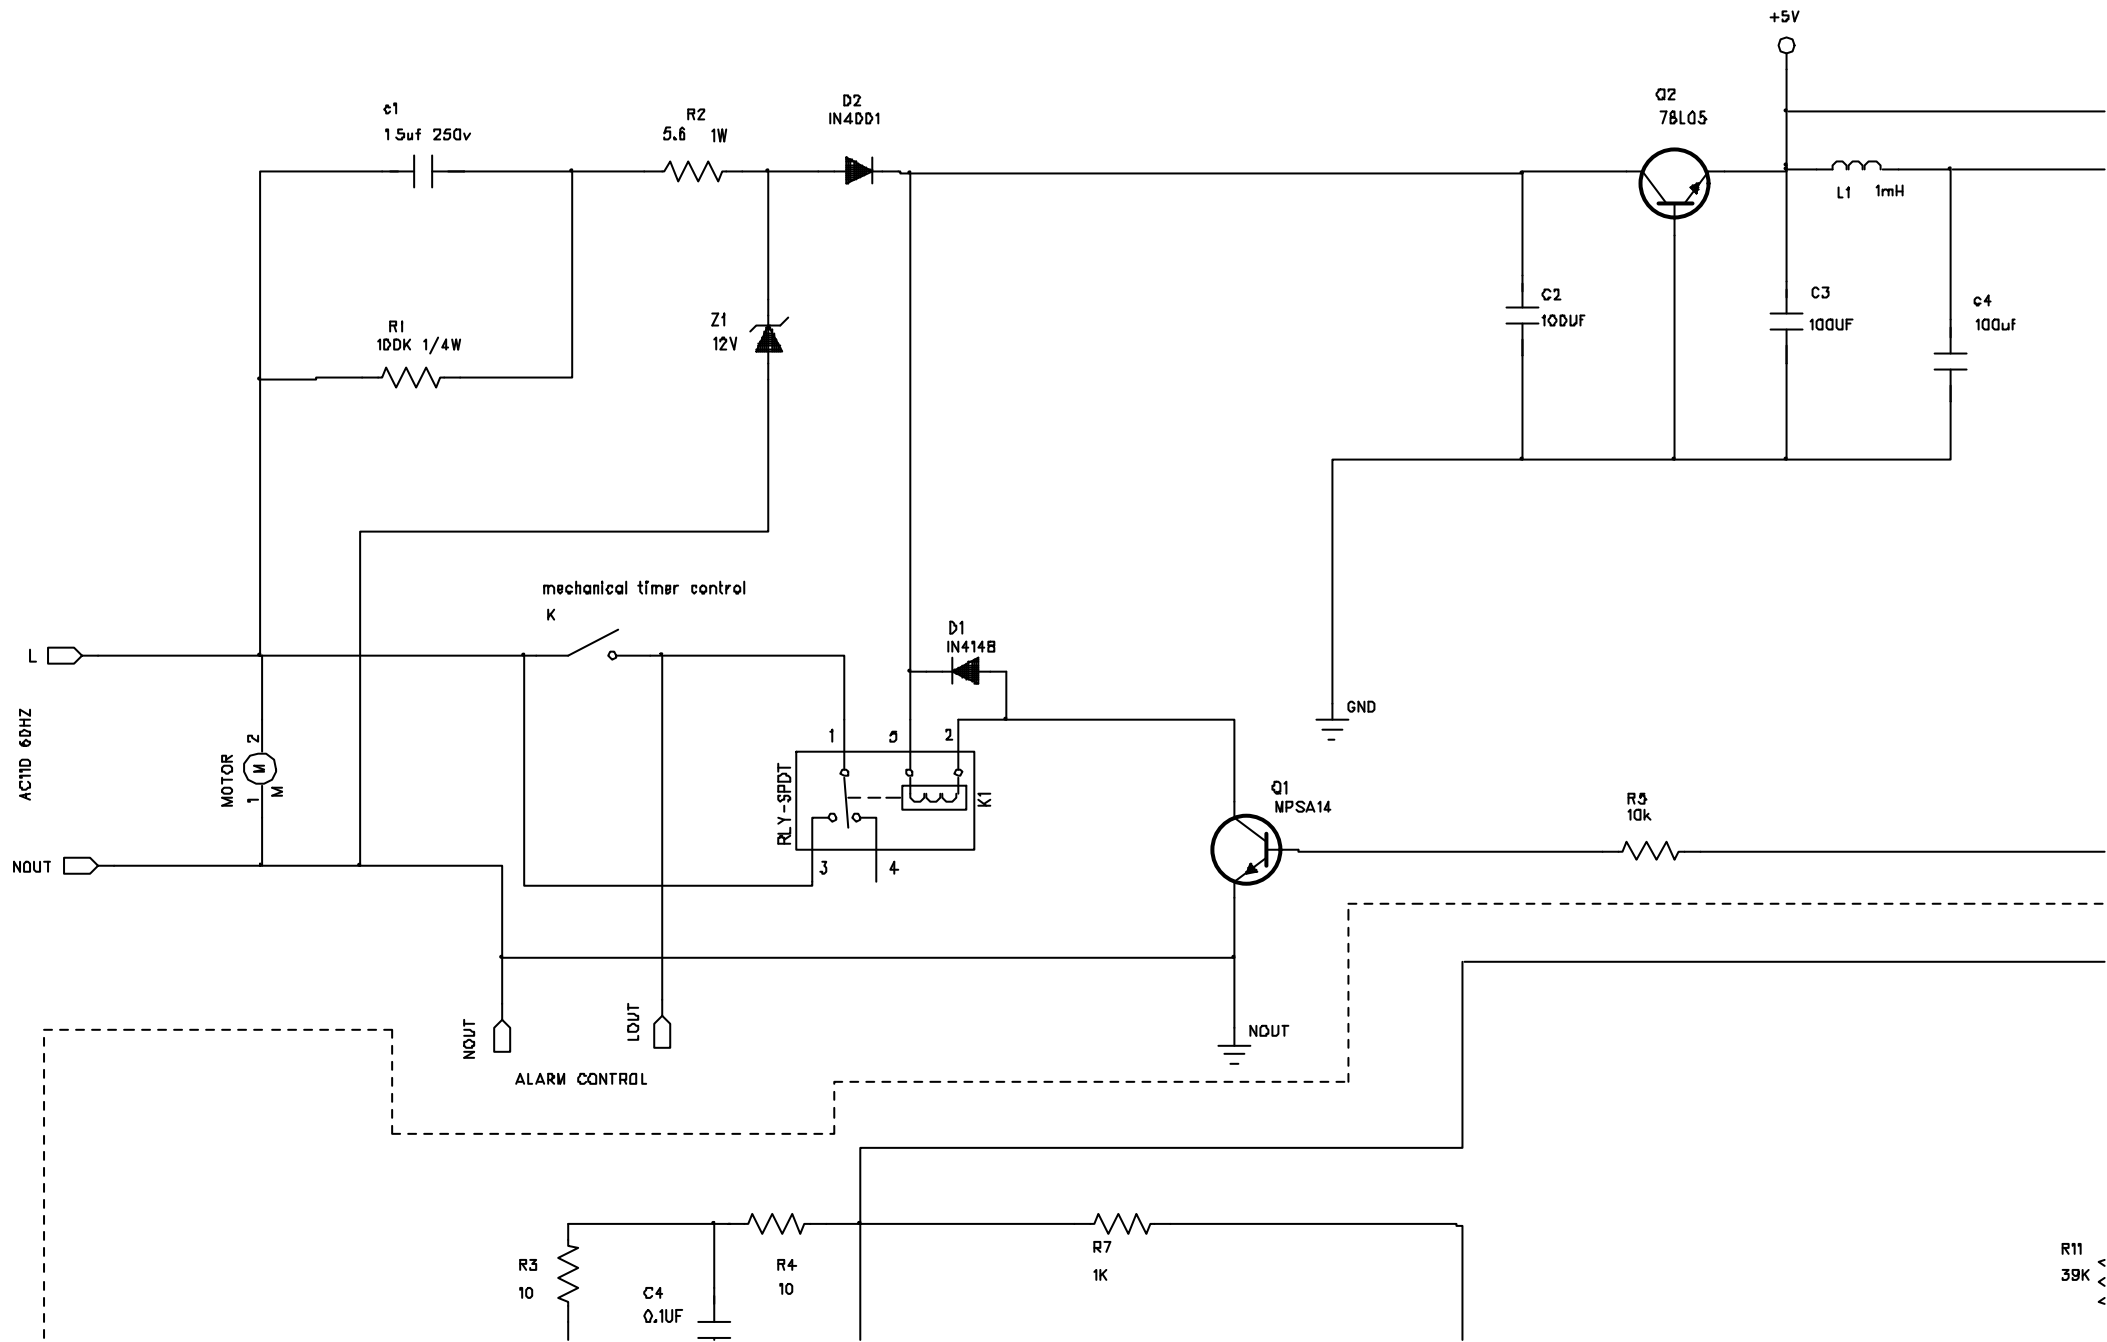 +5V
c1
1.5uf 250v
R2
5.6 1W
D2
IN4001
Q2
78L05
L1 1mH
R1
100K 1/4W
Z1
12V
C2
100UF
C3
100UF
c4
100uf
mechanical timer control
K
L
D1
IN4148
GND
AC110 60HZ
MOTOR
2
M
1
M
RLY-SPDT
1
5
2
K1
3
4
Q1
MPSA14
R5
10k
NOUT
NOUT
LOUT
NOUT
ALARM CONTROL
R3
10
R4
10
C4
0.1UF
R7
1K
R11
39K